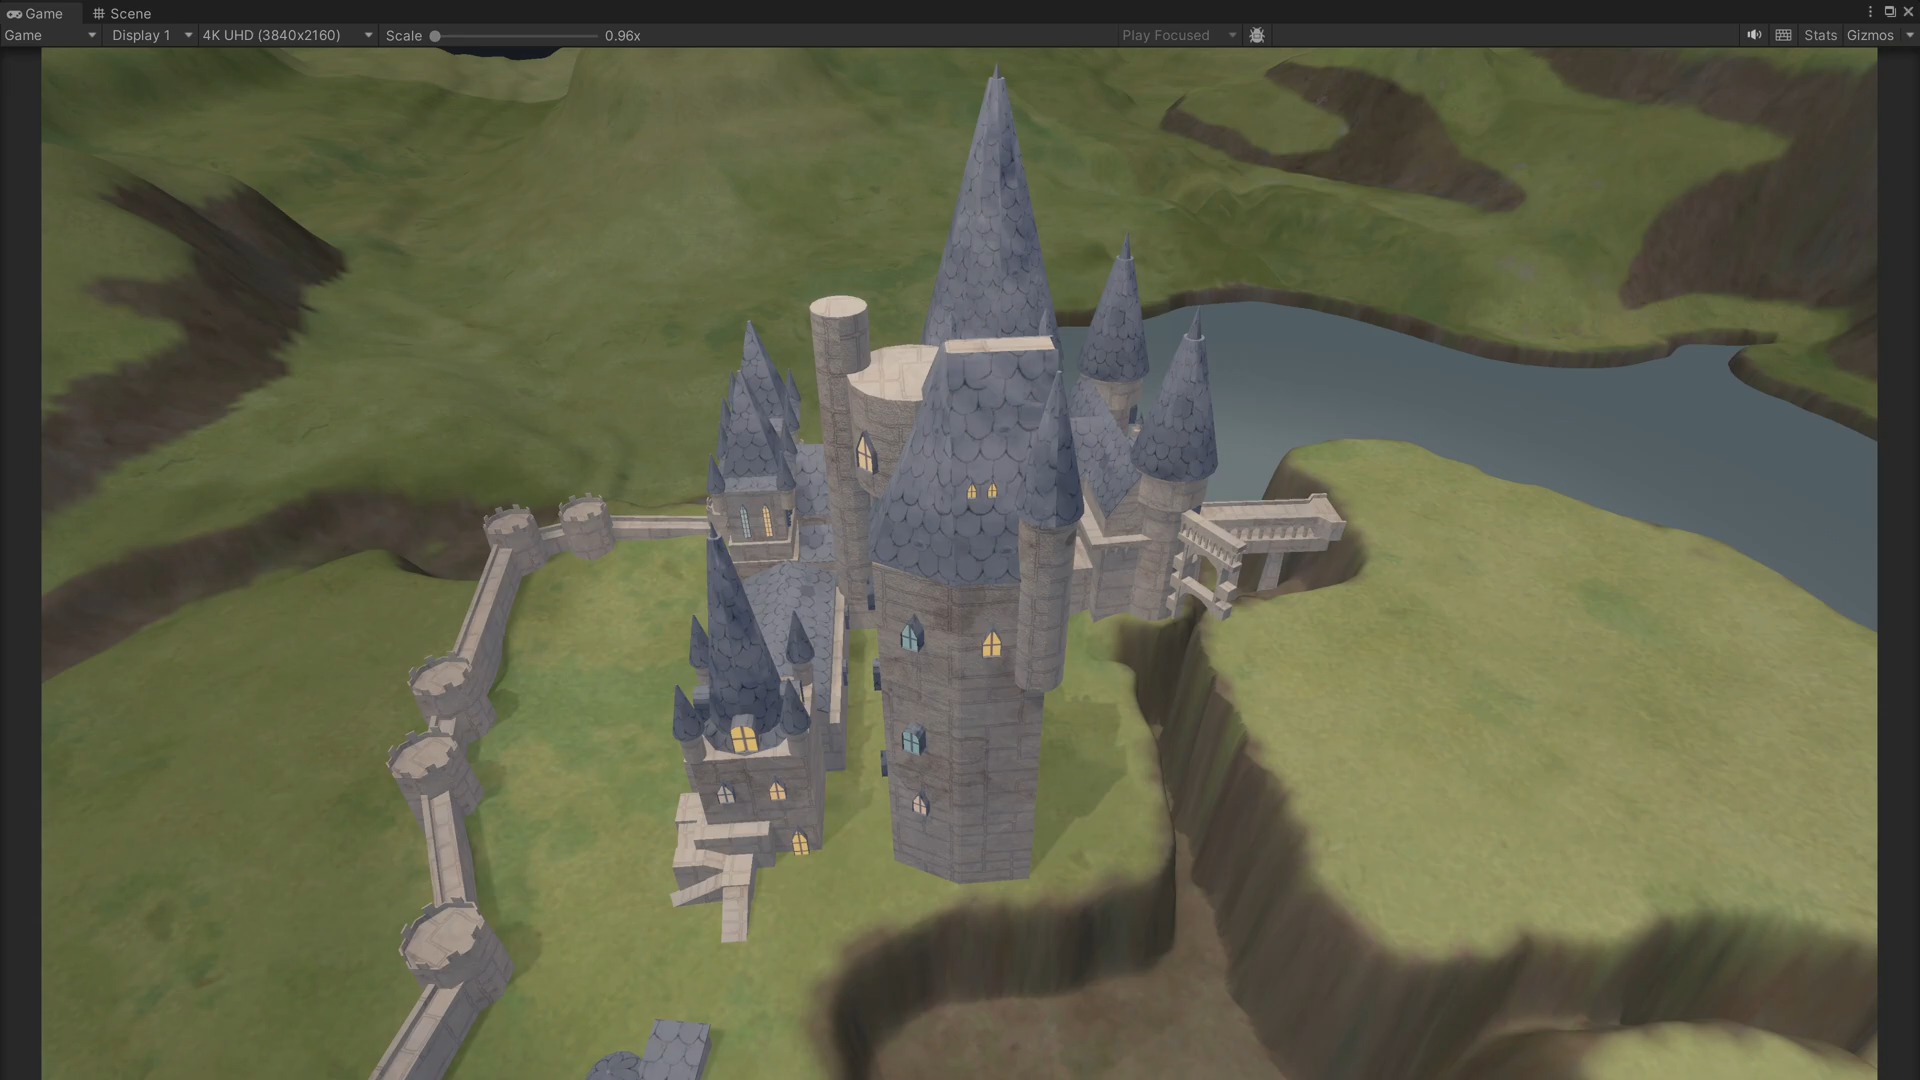 Game
Scene
Game Display 1 4K UHD (3840x2160) Scale 0.96x Play Focused Stats Gizmos